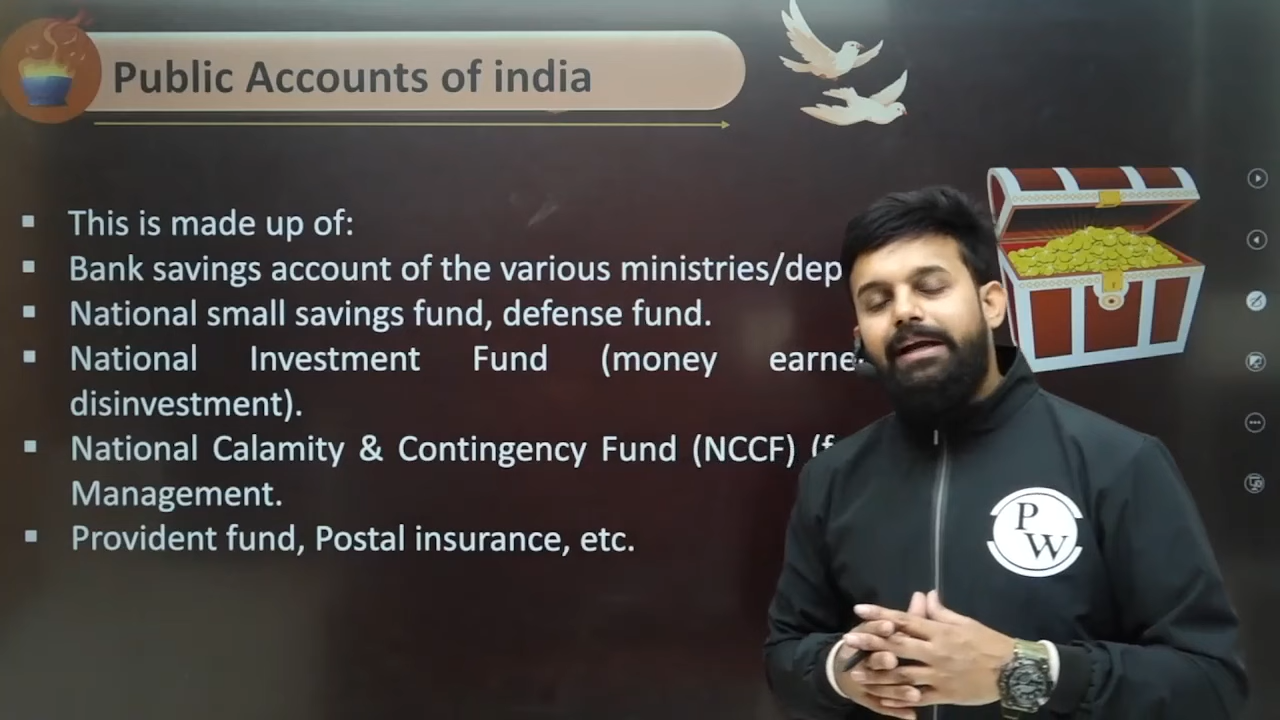 Public Accounts of india
This is made up of:
Bank savings account of the various ministries/dep
National small savings fund, defense fund.
National Investment Fund (money earne
disinvestment).
National Calamity & Contingency Fund (NCCF) (f
Management.
Provident fund, Postal insurance, etc.
P
W